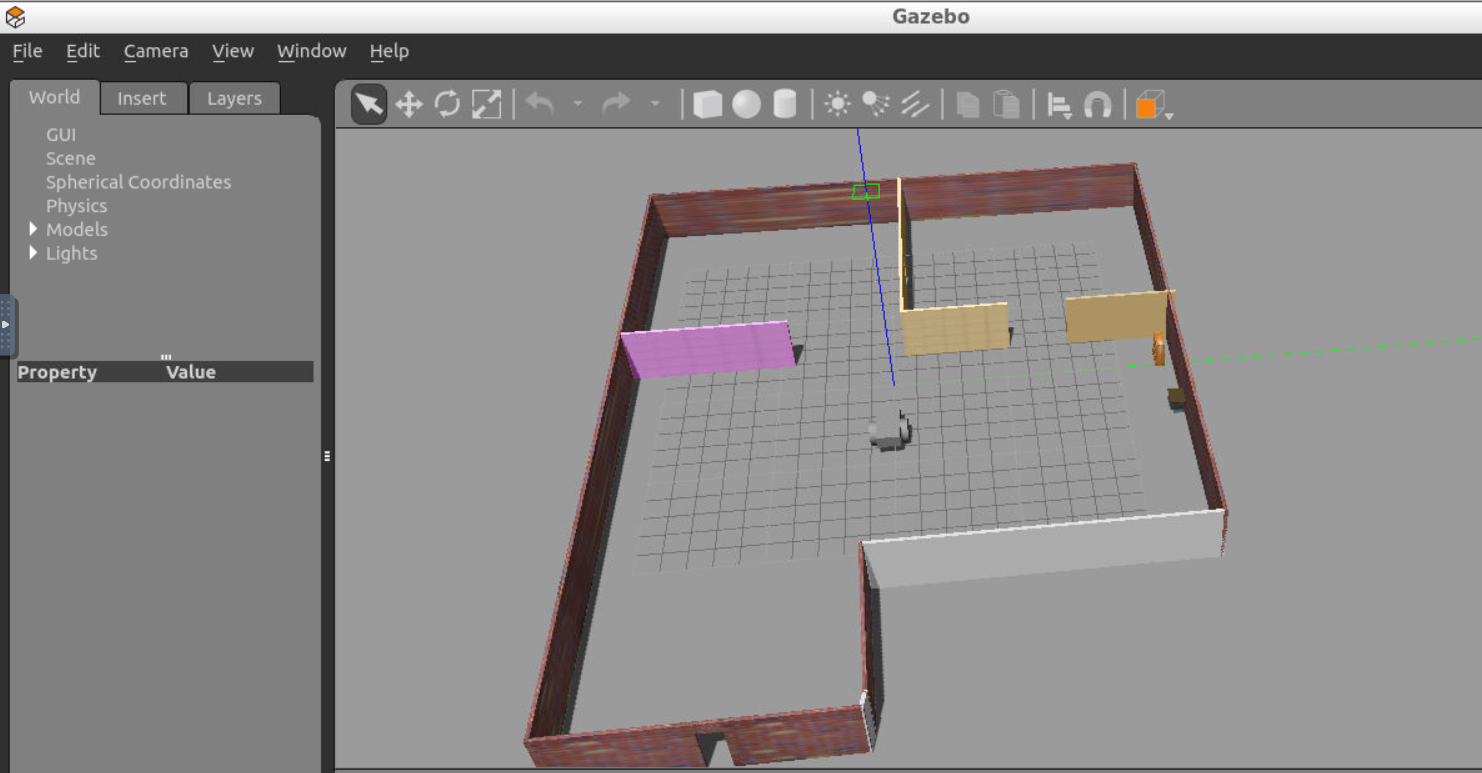 Gazebo
File Edit Camera View Window Help
World Insert Layers
GUI
Scene
Spherical Coordinates
Physics
Models
Lights
Property Value